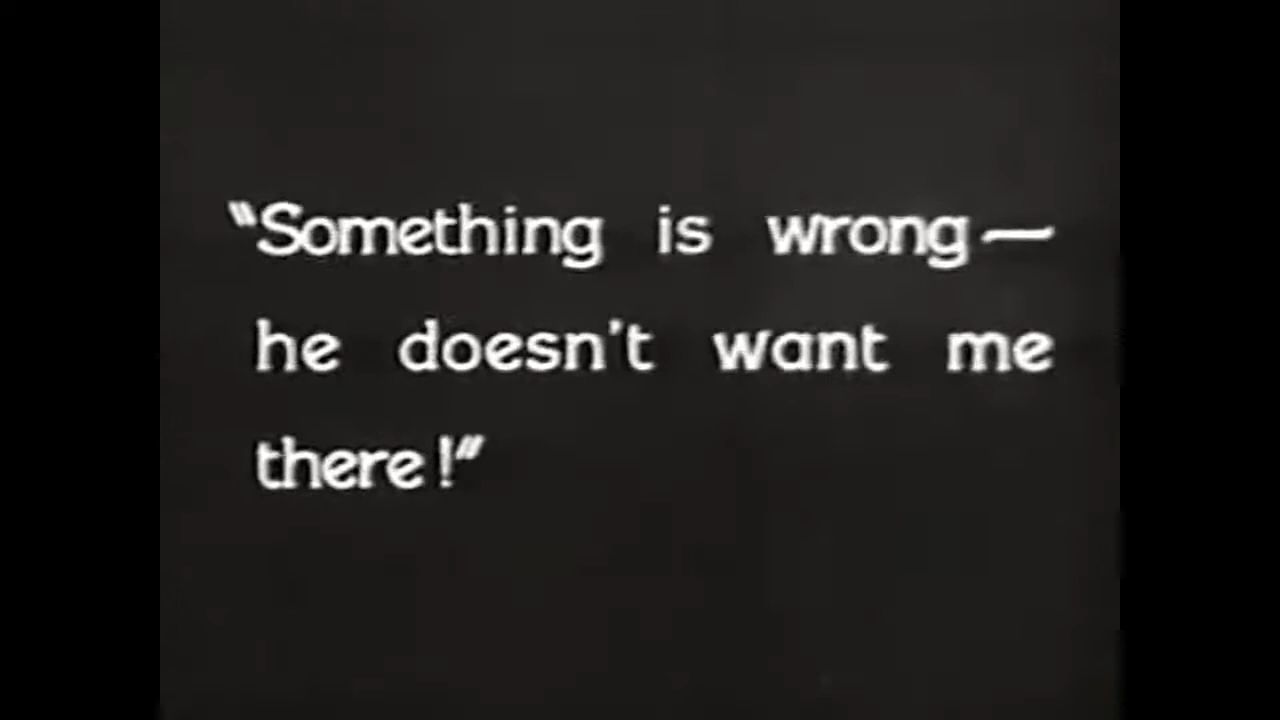 “Something is wrong—
he doesn't want me
there!”